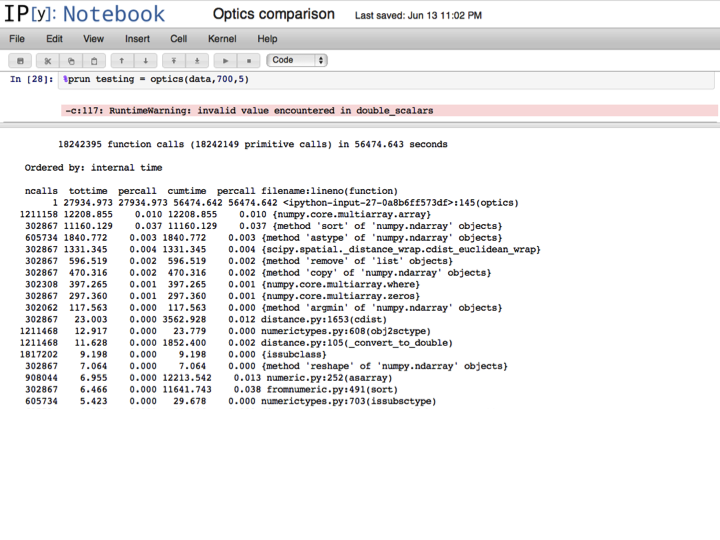 IP[y]: Notebook Optics comparison Last saved: Jun 13 11:02 PM
File Edit View Insert Cell Kernel Help
Code
In [28]: %prun testing = optics(data,700,5)
-c:117: RuntimeWarning: invalid value encountered in double_scalars
18242395 function calls (18242149 primitive calls) in 56474.643 seconds
Ordered by: internal time
ncalls tottime percall cumtime percall filename:lineno(function)
1 27934.973 27934.973 56474.642 56474.642 <ipython-input-27-0a8b6ff573df>:145(optics)
1211158 12208.855 0.010 12208.855 0.010 {numpy.core.multiarray.array}
302867 11160.129 0.037 11160.129 0.037 {method 'sort' of 'numpy.ndarray' objects}
605734 1840.772 0.003 1840.772 0.003 {method 'astype' of 'numpy.ndarray' objects}
302867 1331.345 0.004 1331.345 0.004 {scipy.spatial._distance_wrap.cdist_euclidean_wrap}
302867 596.519 0.002 596.519 0.002 {method 'remove' of 'list' objects}
302867 470.316 0.002 470.316 0.002 {method 'copy' of 'numpy.ndarray' objects}
302308 397.265 0.001 397.265 0.001 {numpy.core.multiarray.where}
302867 297.360 0.001 297.360 0.001 {numpy.core.multiarray.zeros}
302062 117.563 0.000 117.563 0.000 {method 'argmin' of 'numpy.ndarray' objects}
302867 23.003 0.000 3562.928 0.012 distance.py:1653(cdist)
1211468 12.917 0.000 23.779 0.000 numerictypes.py:608(obj2sctype)
1211468 11.628 0.000 1852.400 0.002 distance.py:105(_convert_to_double)
1817202 9.198 0.000 9.198 0.000 {issubclass}
302867 7.064 0.000 7.064 0.000 {method 'reshape' of 'numpy.ndarray' objects}
908044 6.955 0.000 12213.542 0.013 numeric.py:252(asarray)
302867 6.466 0.000 11641.743 0.038 fromnumeric.py:491(sort)
605734 5.423 0.000 29.678 0.000 numerictypes.py:703(issubsctype)